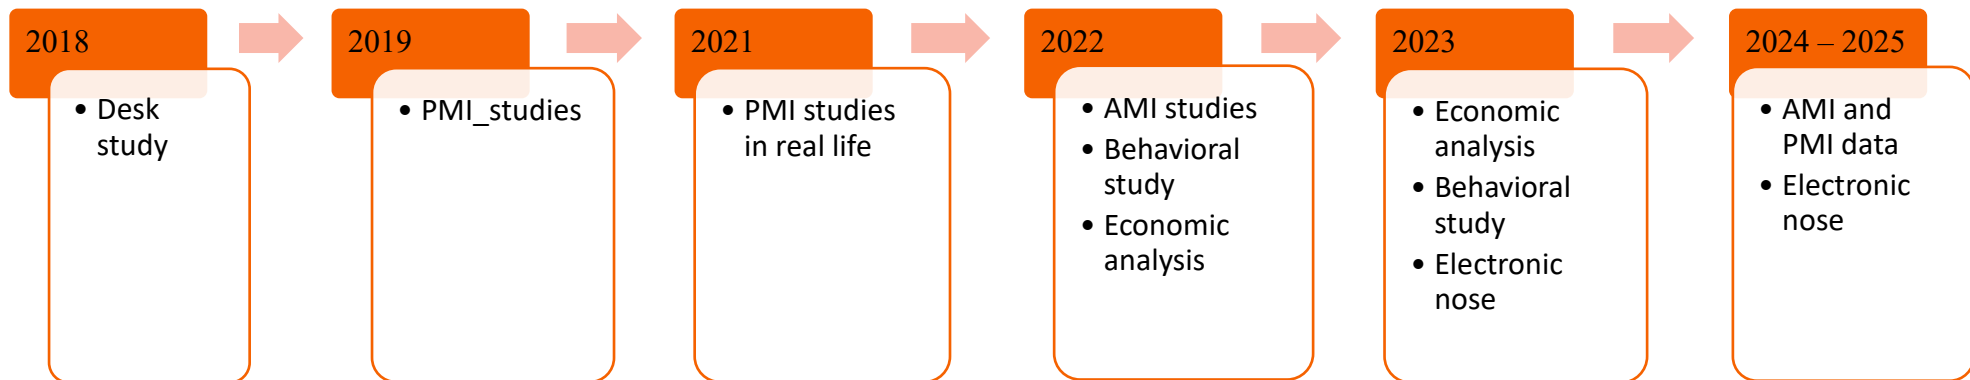 2018
• Desk
study
2019
• PMI_studies
2021
• PMI studies
in real life
2022
• AMI studies
• Behavioral
study
• Economic
analysis
2023
• Economic
analysis
• Behavioral
study
• Electronic
nose
2024 – 2025
• AMI and
PMI data
• Electronic
nose